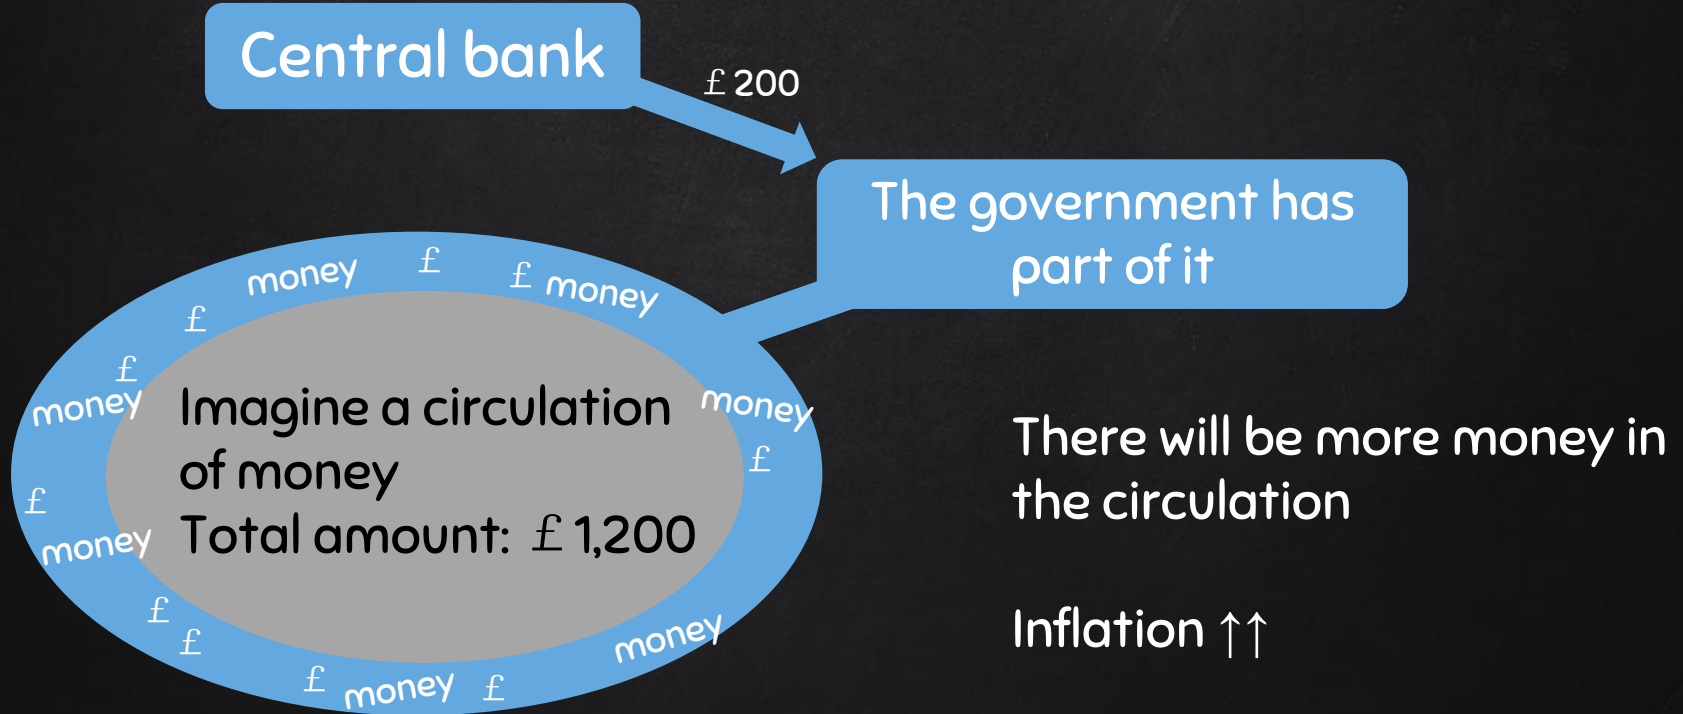 Central bank
£ 200
The government has
part of it
money
£
£ money
£
£
money
money
£
£
money
£
£
£
money
£
money
Imagine a circulation
of money
Total amount: £ 1,200
There will be more money in
the circulation
Inflation ↑↑